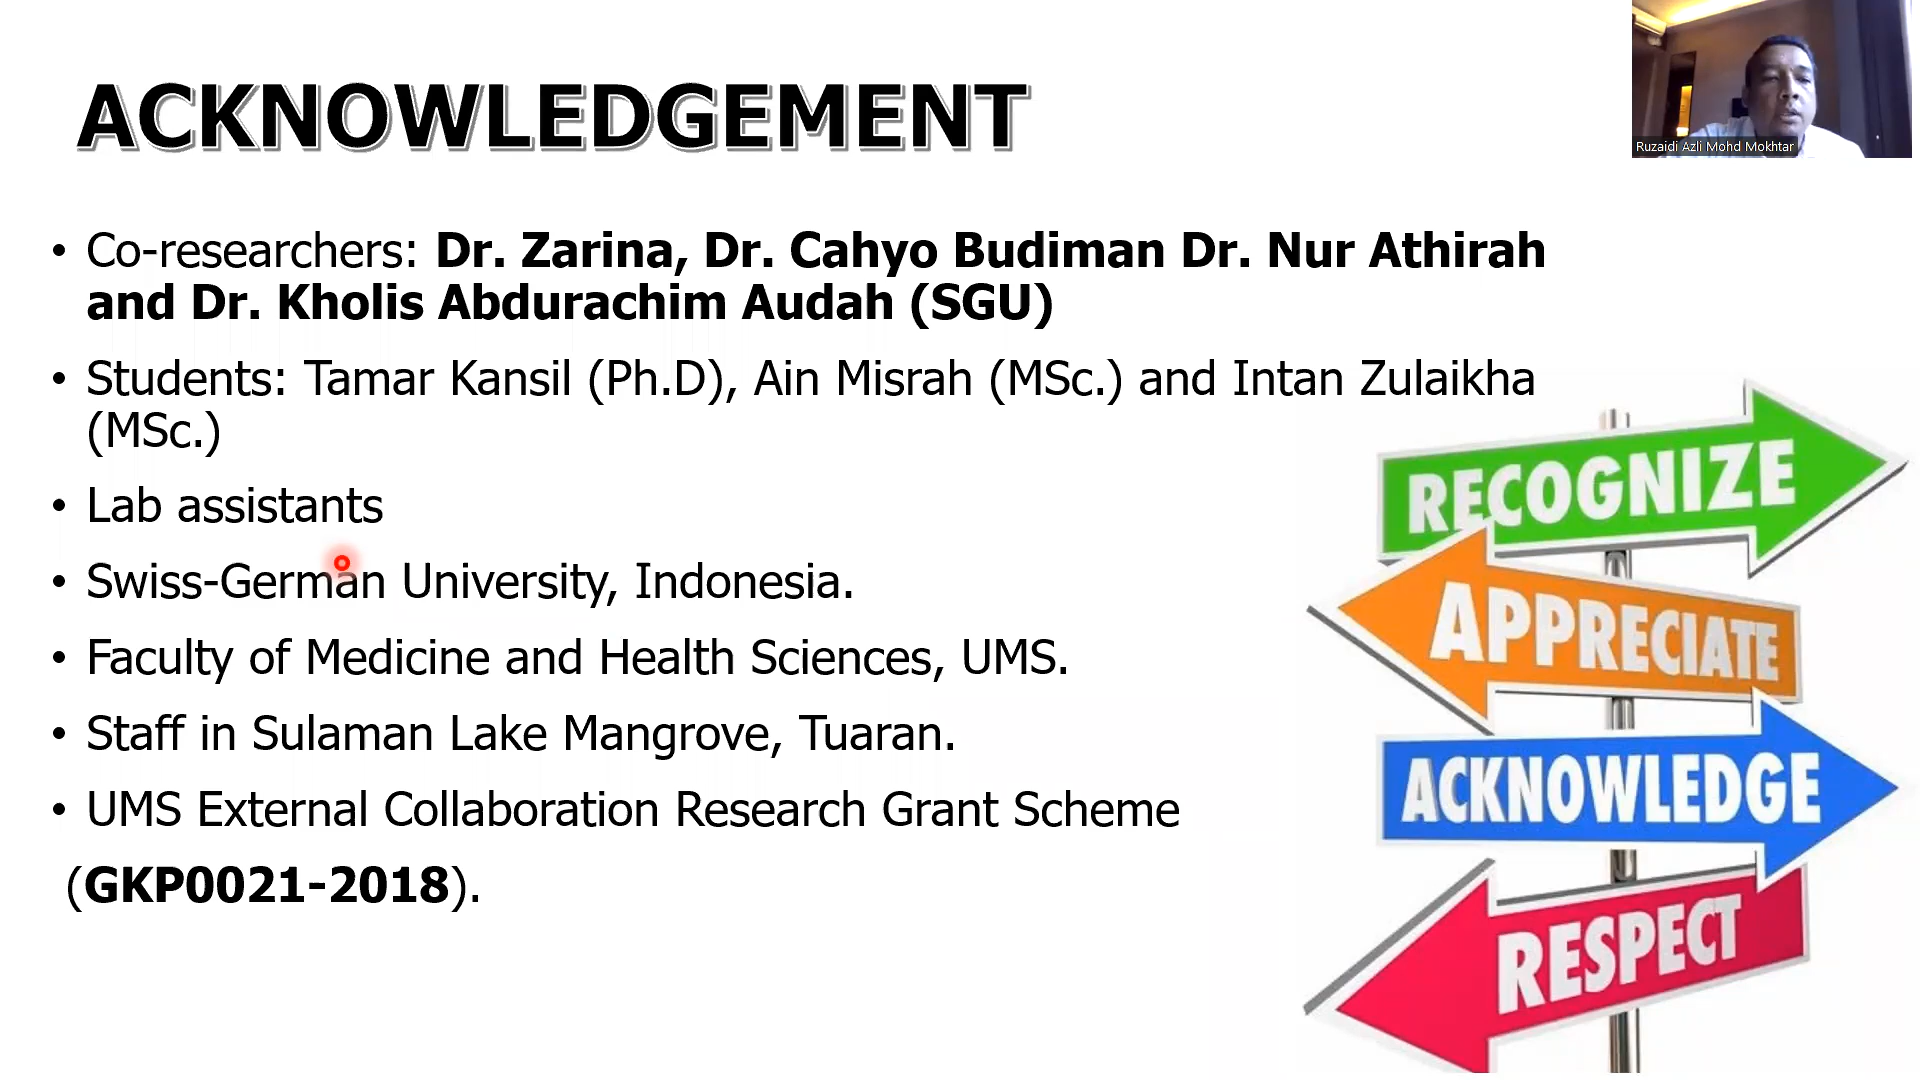 ACKNOWLEDGEMENT
Ruzaidi Azli Mohd Mokhtar
• Co-researchers: Dr. Zarina, Dr. Cahyo Budiman Dr. Nur Athirah
and Dr. Kholis Abdurachim Audah (SGU)
• Students: Tamar Kansil (Ph.D), Ain Misrah (MSc.) and Intan Zulaikha
(MSc.)
• Lab assistants
• Swiss-German University, Indonesia.
• Faculty of Medicine and Health Sciences, UMS.
• Staff in Sulaman Lake Mangrove, Tuaran.
• UMS External Collaboration Research Grant Scheme
(GKP0021-2018).
RECOGNIZE
APPRECIATE
ACKNOWLEDGE
RESPECT